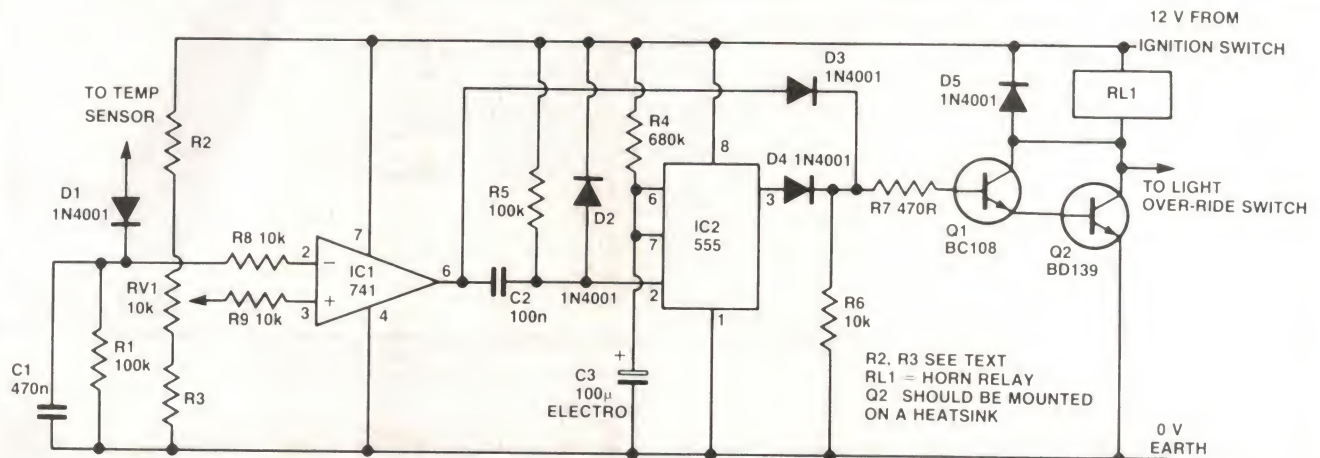 12 V FROM
IGNITION SWITCH
TO TEMP
SENSOR
D1
1N4001
R2
R8 10k
RV1
10k
R9 10k
R1
100k
C1
470n
R3
2
−
3
+
7
IC1
741
4
6
C2
100n
R5
100k
D2
1N4001
R4
680k
6
7
2
8
IC2
555
3
1
C3
+
100µ
ELECTRO
D3
1N4001
D4 1N4001
R6
10k
R7 470R
D5
1N4001
RL1
Q1
BC108
Q2
BD139
TO LIGHT
OVER-RIDE SWITCH
R2, R3 SEE TEXT
RL1 = HORN RELAY
Q2 SHOULD BE MOUNTED
ON A HEATSINK
0 V
EARTH